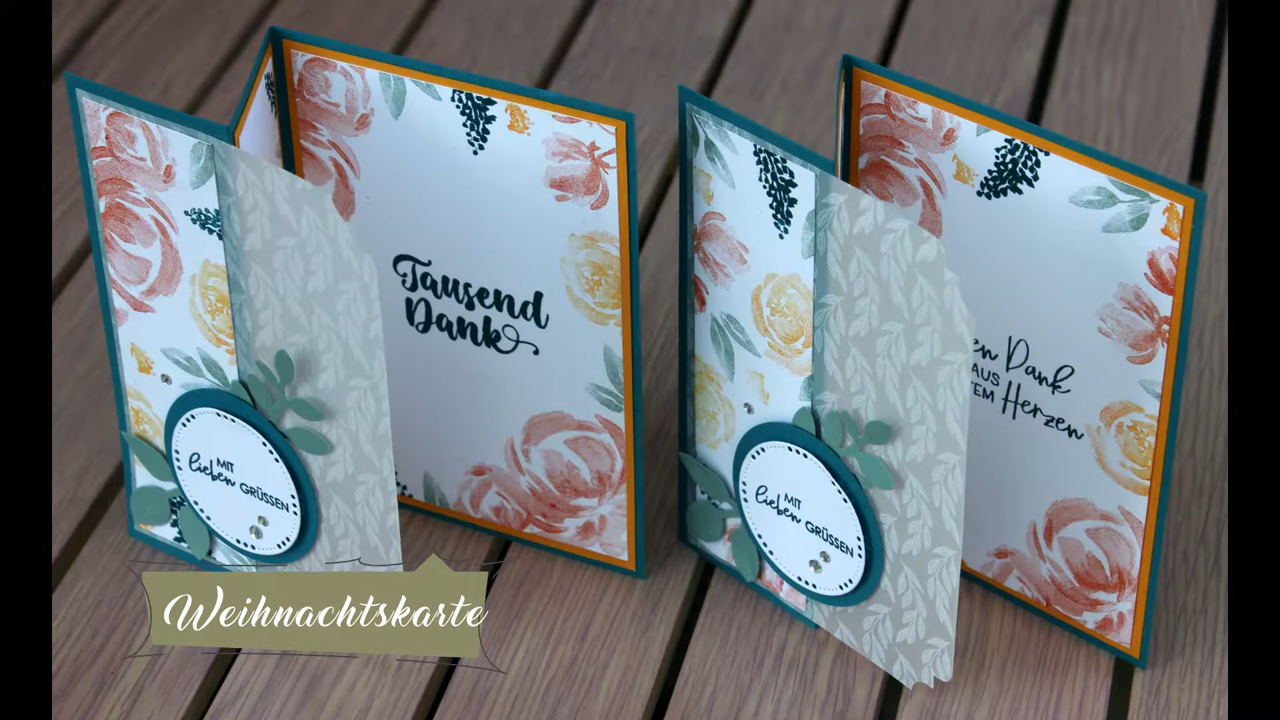 Tausend
Dank
MIT
lieben GRÜSSEN
Dank
AUS
Herzen
MIT
lieben GRÜSSEN
Weihnachtskarte